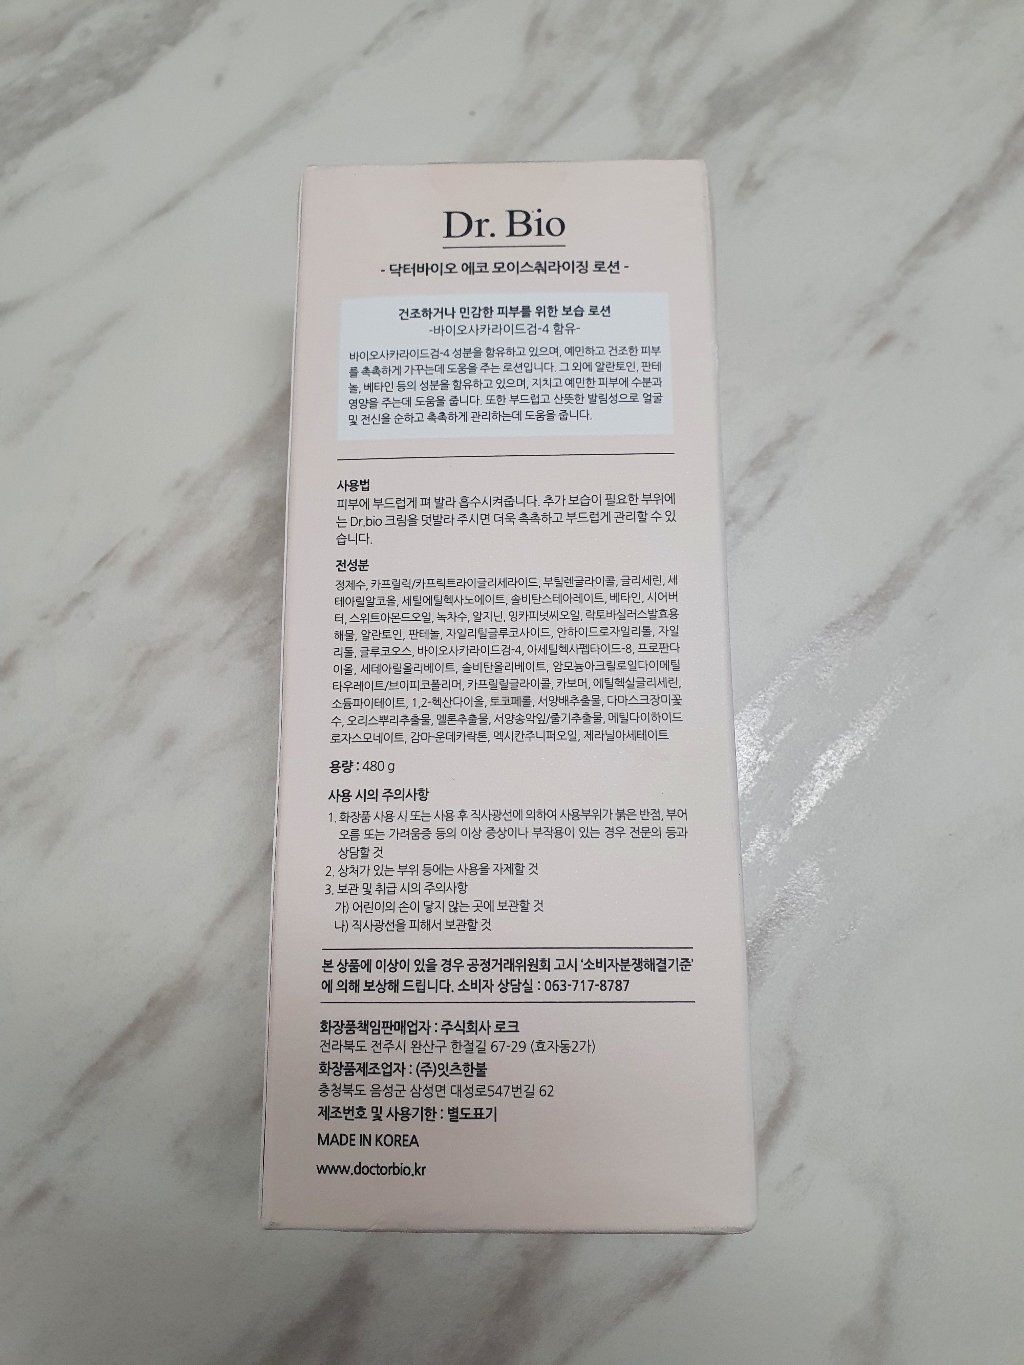 Dr. Bio
- 닥터바이오 에코 모이스춰라이징 로션 -
건조하거나 민감한 피부를 위한 보습 로션
-바이오사카라이드검-4 함유-
바이오사카라이드검-4 성분을 함유하고 있으며, 예민하고 건조한 피부
를 촉촉하게 가꾸는데 도움을 주는 로션입니다. 그 외에 알란토인, 판테
놀, 베타인 등의 성분을 함유하고 있으며, 지치고 예민한 피부에 수분과
영양을 주는데 도움을 줍니다. 또한 부드럽고 산뜻한 발림성으로 얼굴
및 전신을 순하고 촉촉하게 관리하는데 도움을 줍니다.
사용법
피부에 부드럽게 펴 발라 흡수시켜줍니다. 추가 보습이 필요한 부위에
는 Dr.bio 크림을 덧발라 주시면 더욱 촉촉하고 부드럽게 관리할 수 있
습니다.
전성분
정제수, 카프릴릭/카프릭트라이글리세라이드, 부틸렌글라이콜, 글리세린, 세
테아릴알코올, 세틸에틸헥사노에이트, 솔비탄스테아레이트, 베타인, 시어버
터, 스위트아몬드오일, 녹차수, 알지닌, 잉카피넛씨오일, 락토바실러스발효용
해물, 알란토인, 판테놀, 자일리틸글루코사이드, 안하이드로자일리톨, 자일
리톨, 글루코오스, 바이오사카라이드검-4, 아세틸헥사펩타이드-8, 프로판다
이올, 세테아릴올리베이트, 솔비탄올리베이트, 암모늄아크릴로일다이메틸
타우레이트/브이피코폴리머, 카프릴릴글라이콜, 카보머, 에틸헥실글리세린,
소듐파이테이트, 1,2-헥산다이올, 토코페롤, 서양배추출물, 다마스크장미꽃
수, 오리스뿌리추출물, 멜론추출물, 서양송악잎/줄기추출물, 메틸다이하이드
로자스모네이트, 감마-운데카락톤, 멕시칸주니퍼오일, 제라닐아세테이트
용량 : 480 g
사용 시의 주의사항
1. 화장품 사용 시 또는 사용 후 직사광선에 의하여 사용부위가 붉은 반점, 부어
오름 또는 가려움증 등의 이상 증상이나 부작용이 있는 경우 전문의 등과
상담할 것
2. 상처가 있는 부위 등에는 사용을 자제할 것
3. 보관 및 취급 시의 주의사항
가) 어린이의 손이 닿지 않는 곳에 보관할 것
나) 직사광선을 피해서 보관할 것
본 상품에 이상이 있을 경우 공정거래위원회 고시 '소비자분쟁해결기준'
에 의해 보상해 드립니다. 소비자 상담실 : 063-717-8787
화장품책임판매업자 : 주식회사 로크
전라북도 전주시 완산구 한절길 67-29 (효자동2가)
화장품제조업자 : (주)잇츠한불
충청북도 음성군 삼성면 대성로547번길 62
제조번호 및 사용기한 : 별도표기
MADE IN KOREA
www.doctorbio.kr